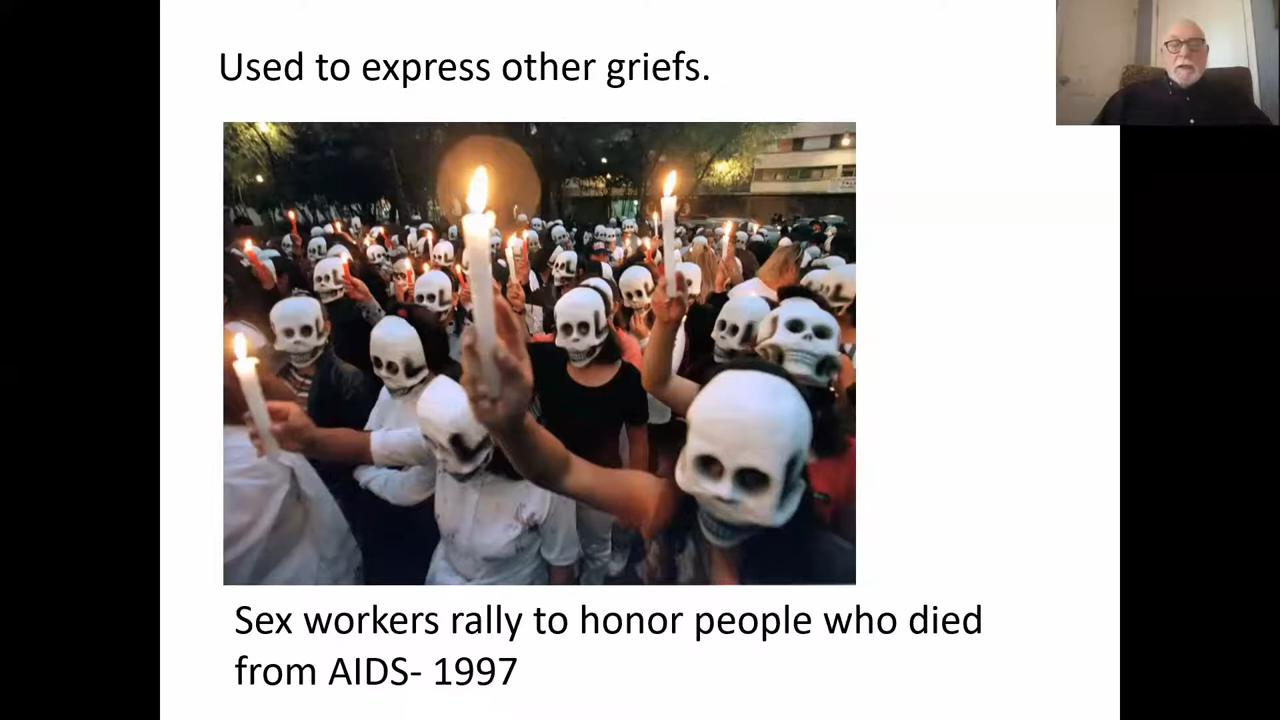 Used to express other griefs.
Sex workers rally to honor people who died
from AIDS- 1997